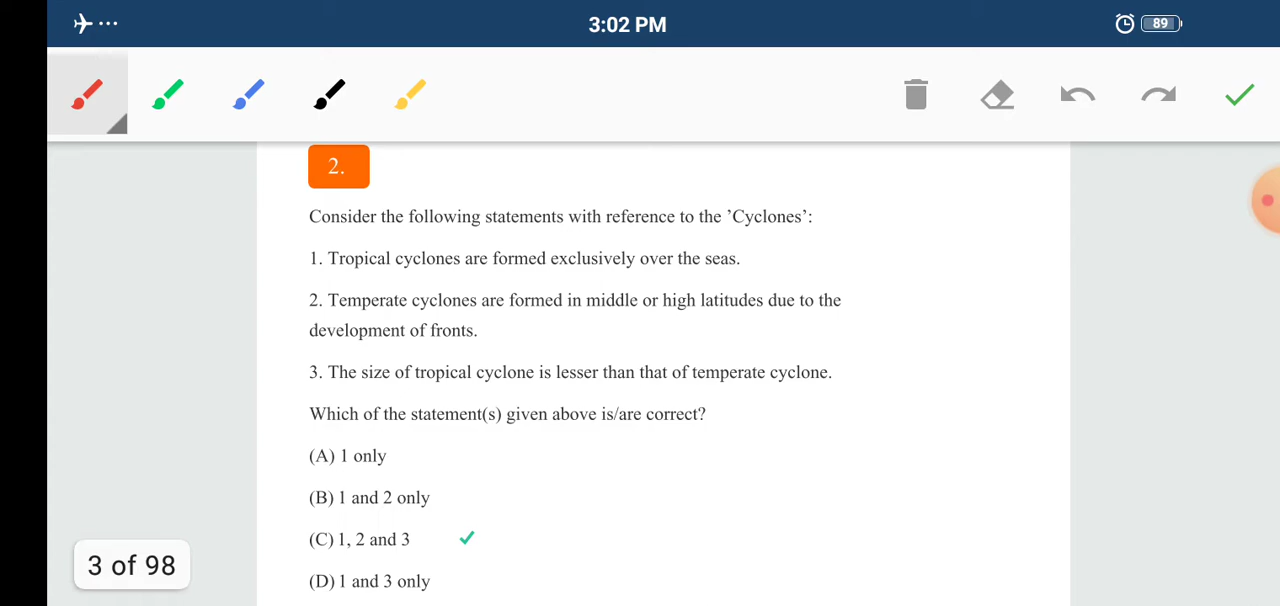 3:02 PM
89
2.
Consider the following statements with reference to the ’Cyclones’:
1. Tropical cyclones are formed exclusively over the seas.
2. Temperate cyclones are formed in middle or high latitudes due to the
development of fronts.
3. The size of tropical cyclone is lesser than that of temperate cyclone.
Which of the statement(s) given above is/are correct?
(A) 1 only
(B) 1 and 2 only
(C) 1, 2 and 3
(D) 1 and 3 only
3 of 98